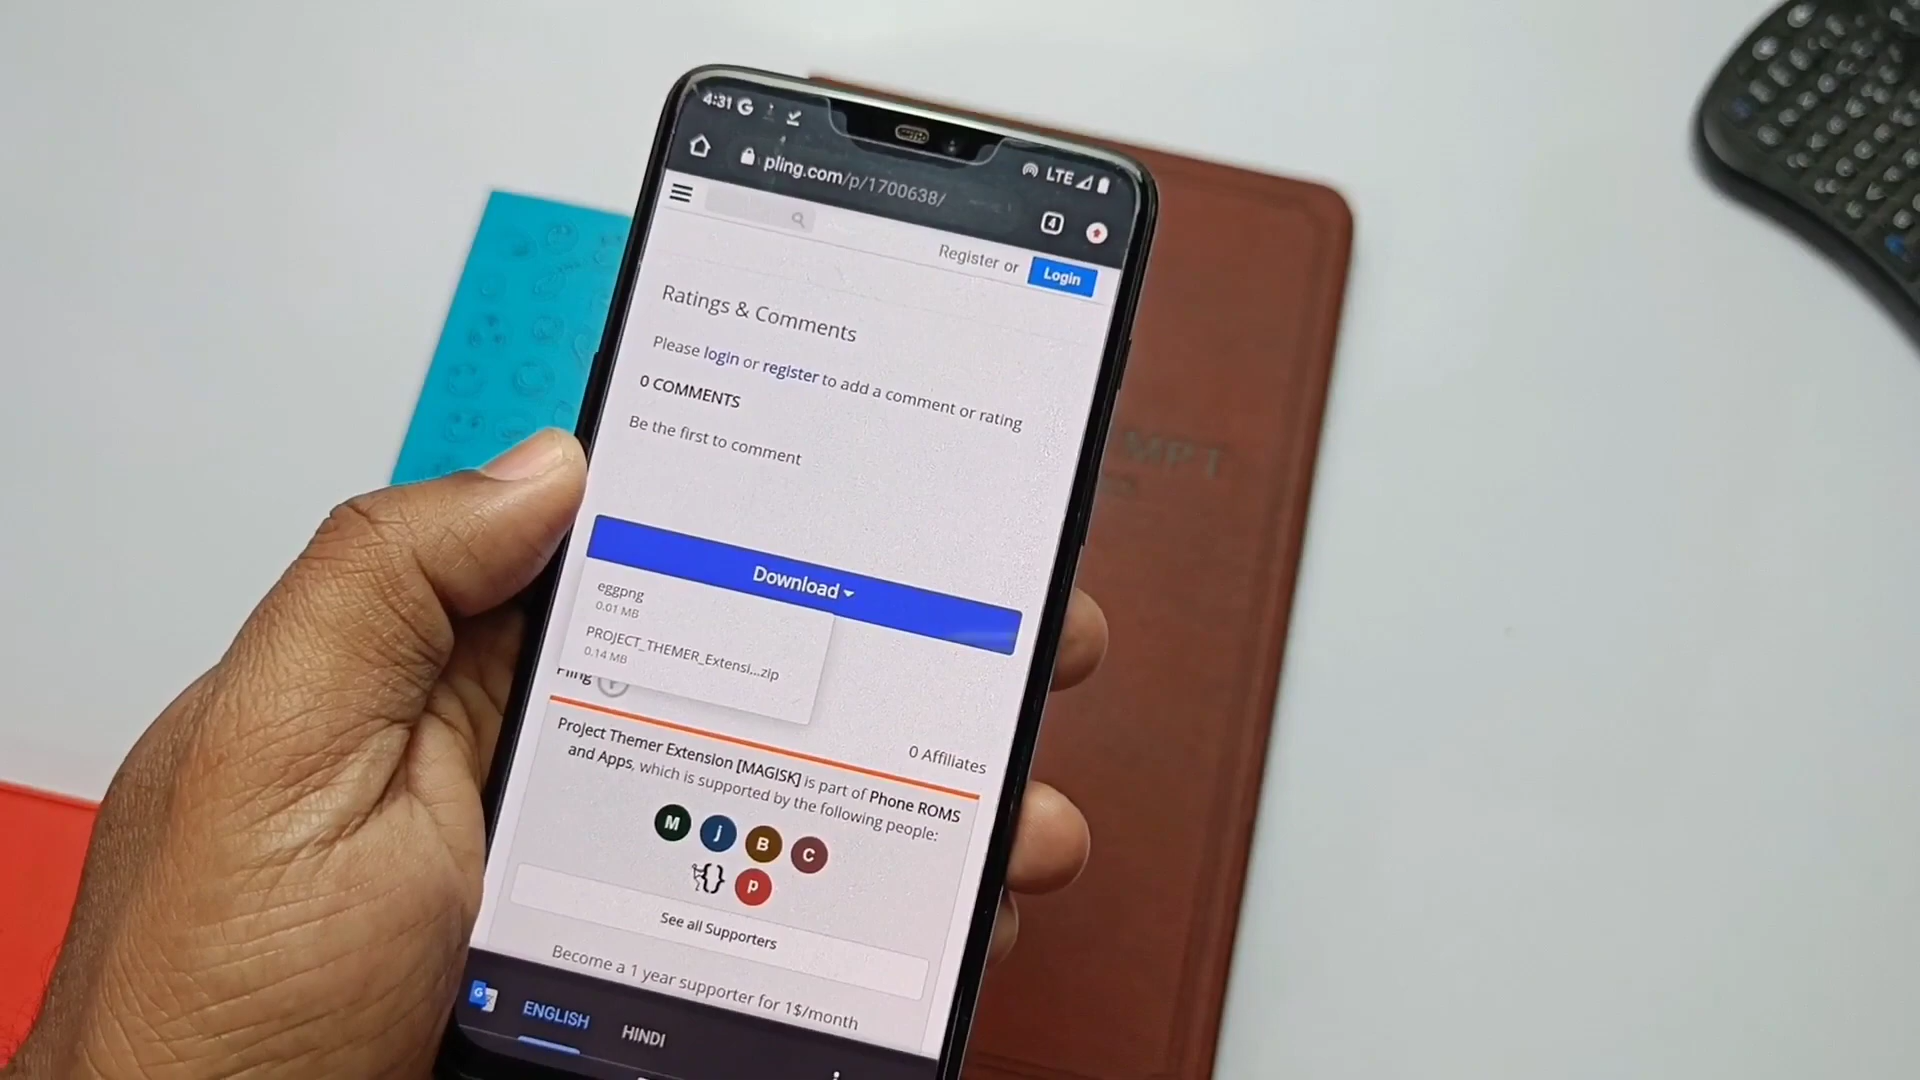 4:31 G
LTE
pling.com/p/1700638/
4
Register or
Login
Ratings & Comments
Please login or register to add a comment or rating
0 COMMENTS
Be the first to comment
Download
eggpng
0.01 MB
PROJECT_THEMER_Extensi...zip
0.14 MB
Pling
0 Affiliates
Project Themer Extension [MAGISK] is part of Phone ROMS
and Apps, which is supported by the following people:
M j B C
{} p
See all Supporters
Become a 1 year supporter for 1$/month
ENGLISH
HINDI